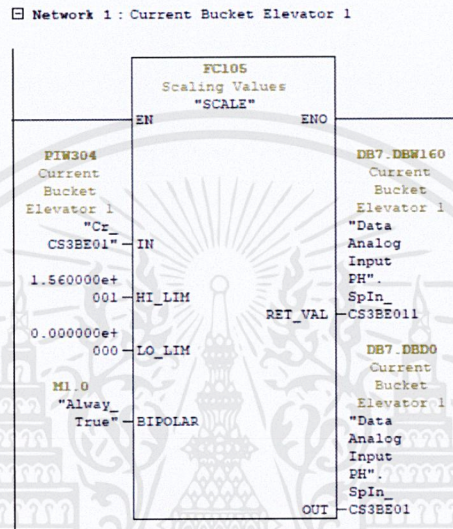 Network 1 : Current Bucket Elevator 1
FC105
Scaling Values
"SCALE"
EN ENO
PIW304
Current
Bucket
Elevator 1
"Cr_
CS3BE01" IN
1.560000e+
001 HI_LIM
0.000000e+
000 LO_LIM
M1.0
"Alway_
True" BIPOLAR
DB7.DBW160
Current
Bucket
Elevator 1
"Data
Analog
Input
PH".
SpIn_
RET_VAL CS3BE011
DB7.DBD0
Current
Bucket
Elevator 1
"Data
Analog
Input
PH".
SpIn_
OUT CS3BE01